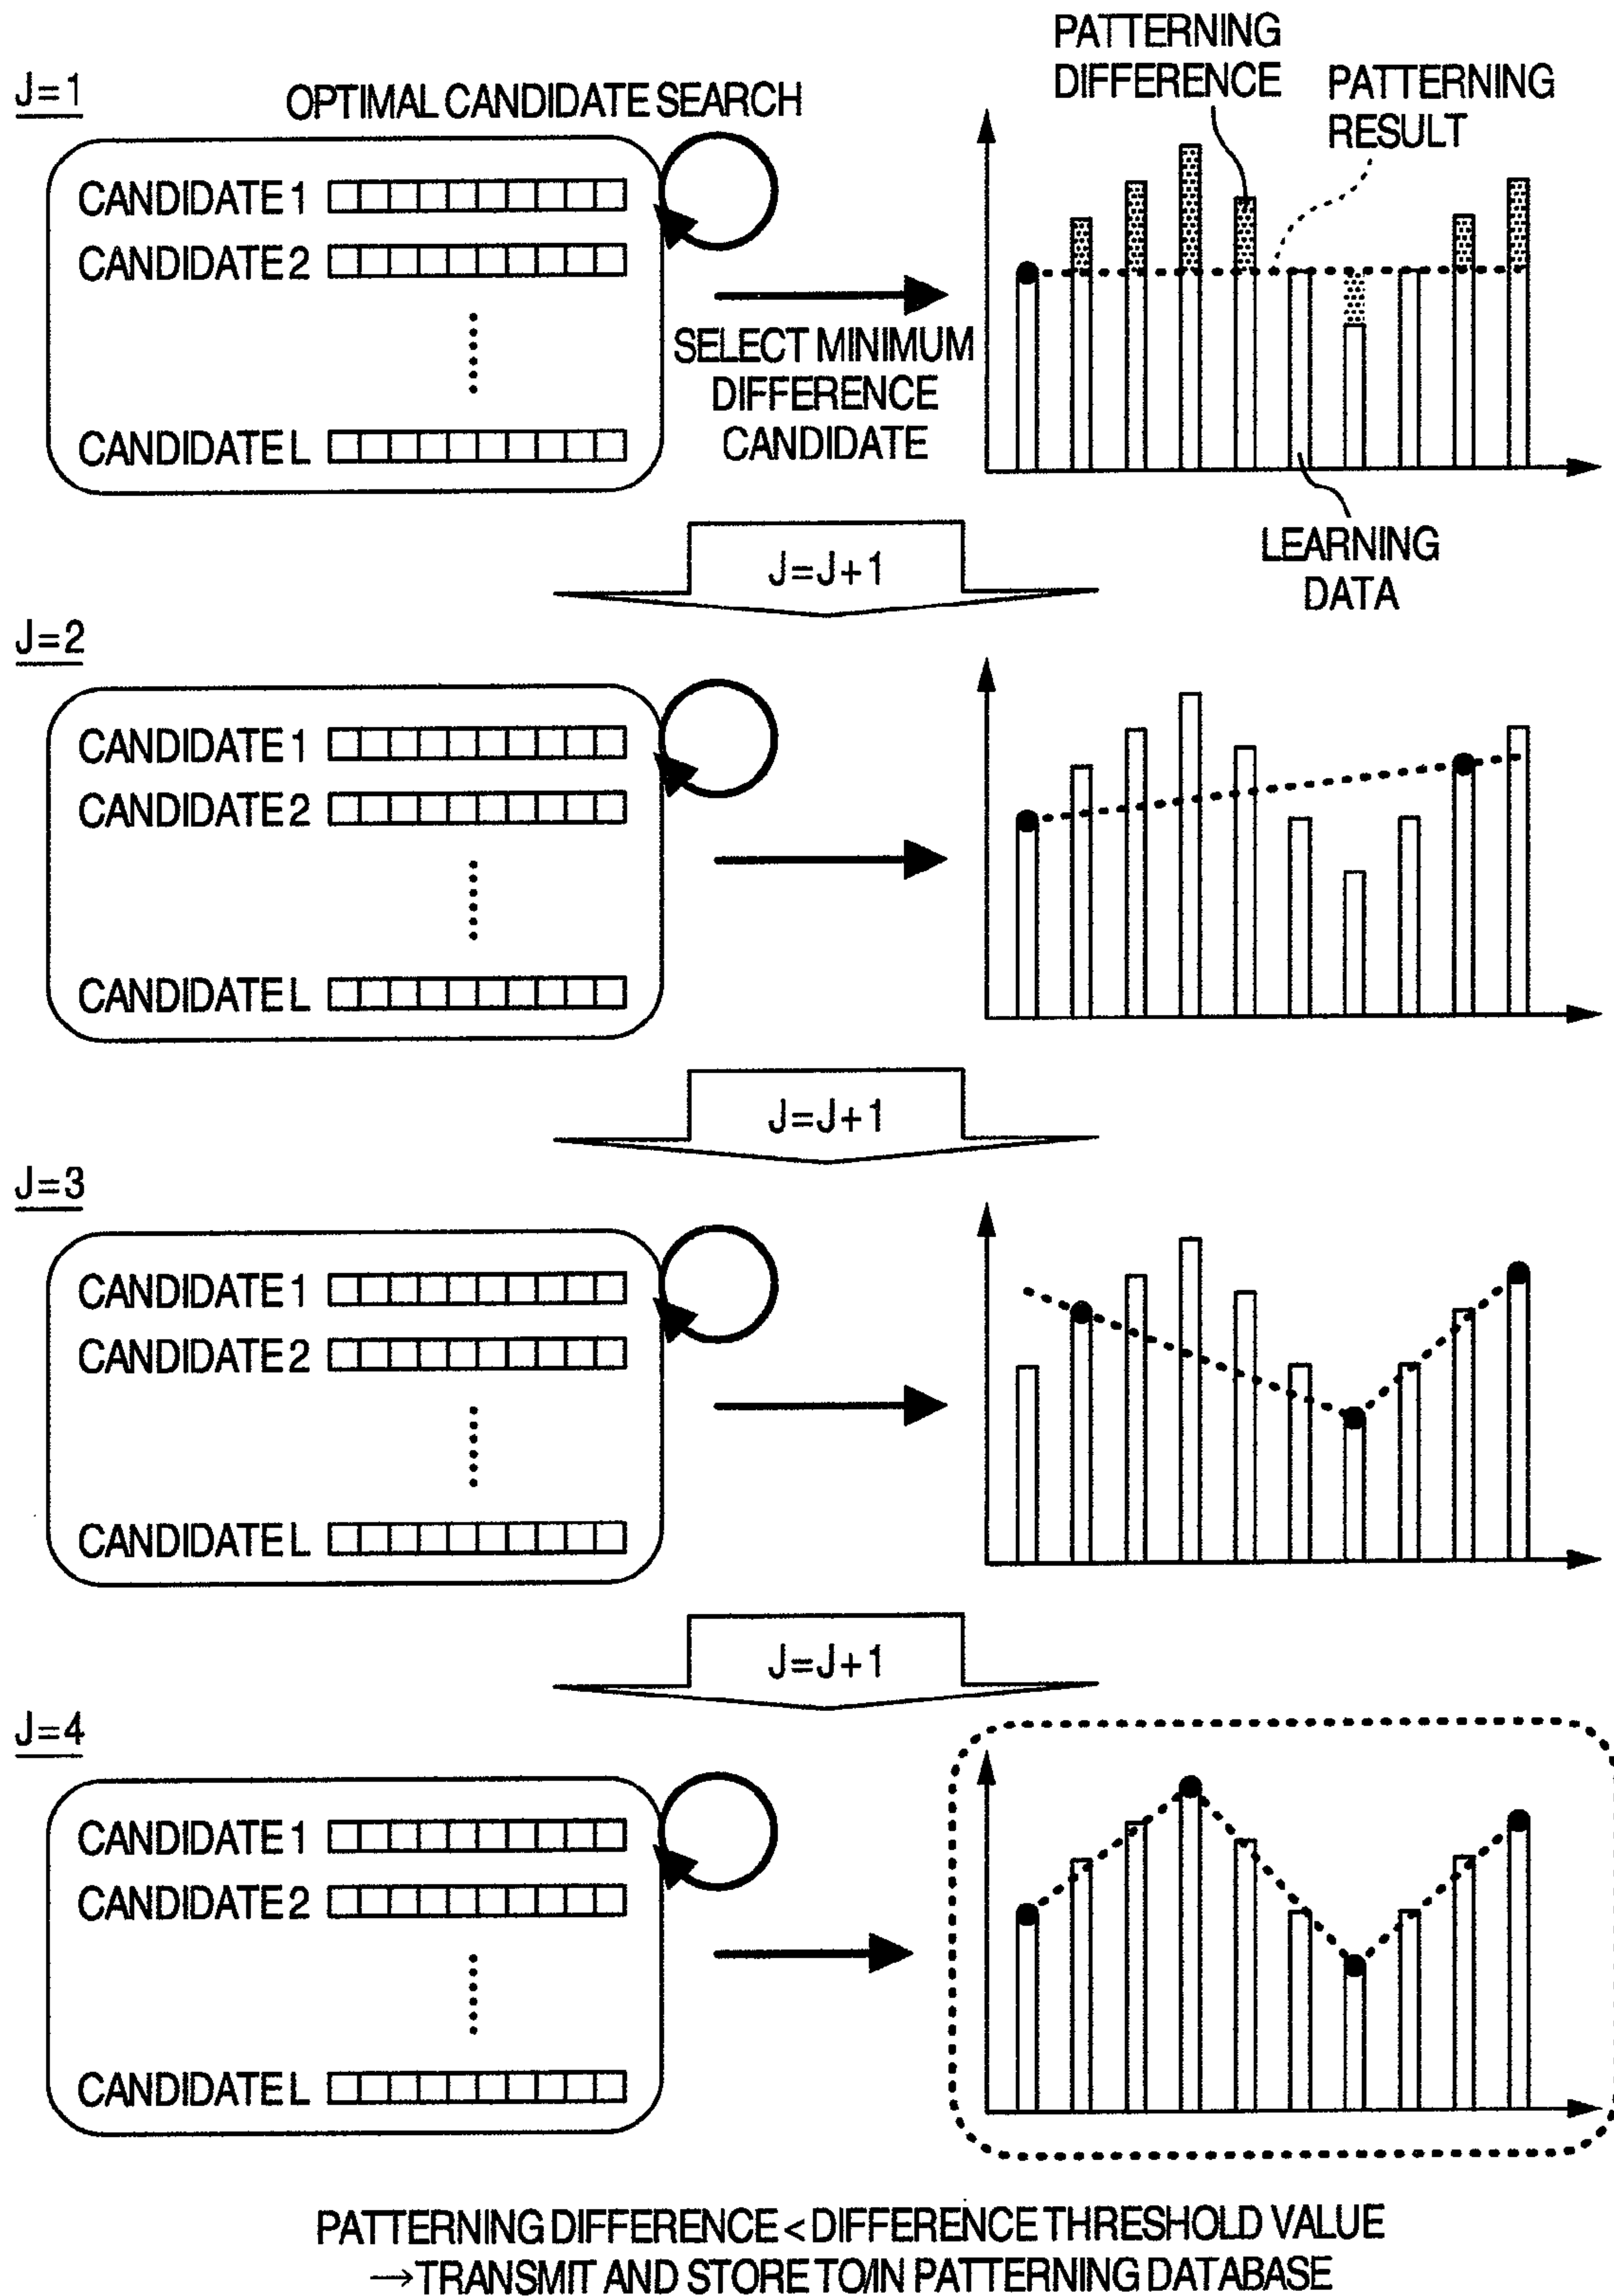 J=1
OPTIMAL CANDIDATE SEARCH
PATTERNING
DIFFERENCE
PATTERNING
RESULT
CANDIDATE 1
CANDIDATE 2
CANDIDATE L
SELECT MINIMUM
DIFFERENCE
CANDIDATE
LEARNING
DATA
J=J+1
J=2
CANDIDATE 1
CANDIDATE 2
CANDIDATE L
J=J+1
J=3
CANDIDATE 1
CANDIDATE 2
CANDIDATE L
J=J+1
J=4
CANDIDATE 1
CANDIDATE 2
CANDIDATE L
PATTERNING DIFFERENCE < DIFFERENCE THRESHOLD VALUE
→TRANSMIT AND STORE TO/IN PATTERNING DATABASE